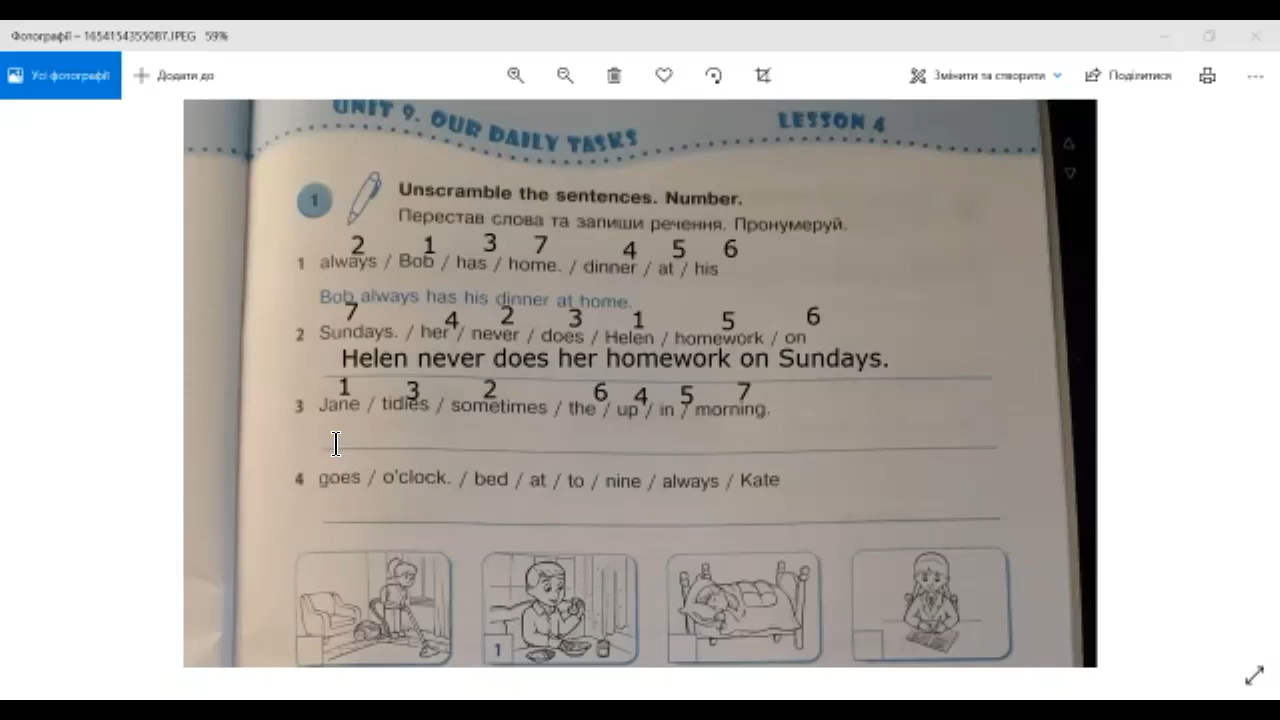 Фотографії – 1654154355087.JPEG 59%
Усі фотографії
Додати до
Змінити та створити
Поділитися
UNIT 9. OUR DAILY TASKS LESSON 4
1 Unscramble the sentences. Number.
Перестав слова та запиши речення. Пронумеруй.
2 1 3 7 4 5 6
1 always / Bob / has / home. / dinner / at / his
Bob always has his dinner at home.
7 4 2 3 1 5 6
2 Sundays. / her / never / does / Helen / homework / on
Helen never does her homework on Sundays.
1 3 2 6 4 5 7
3 Jane / tidies / sometimes / the / up / in / morning.
4 goes / o'clock. / bed / at / to / nine / always / Kate
1